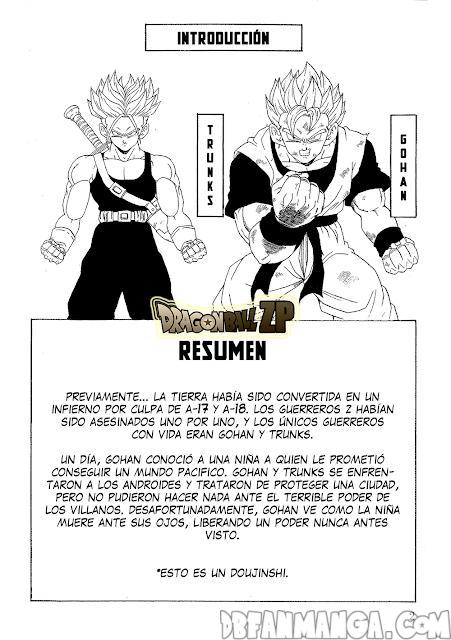 INTRODUCCIÓN
TRUNKS
GOHAN
DRAGON BALL ZP
RESUMEN
PREVIAMENTE... LA TIERRA HABÍA SIDO CONVERTIDA EN UN
INFIERNO POR CULPA DE A-17 Y A-18. LOS GUERREROS Z HABÍAN
SIDO ASESINADOS UNO POR UNO, Y LOS ÚNICOS GUERREROS
CON VIDA ERAN GOHAN Y TRUNKS.
UN DÍA, GOHAN CONOCIÓ A UNA NIÑA A QUIEN LE PROMETIÓ
CONSEGUIR UN MUNDO PACIFICO. GOHAN Y TRUNKS SE ENFREN-
TARON A LOS ANDROIDES Y TRATARON DE PROTEGER UNA CIUDAD,
PERO NO PUDIERON HACER NADA ANTE EL TERRIBLE PODER DE
LOS VILLANOS. DESAFORTUNADAMENTE, GOHAN VE COMO LA NIÑA
MUERE ANTE SUS OJOS, LIBERANDO UN PODER NUNCA ANTES
VISTO.
*ESTO ES UN DOUJINSHI.
2
DBFANMANGA.COM